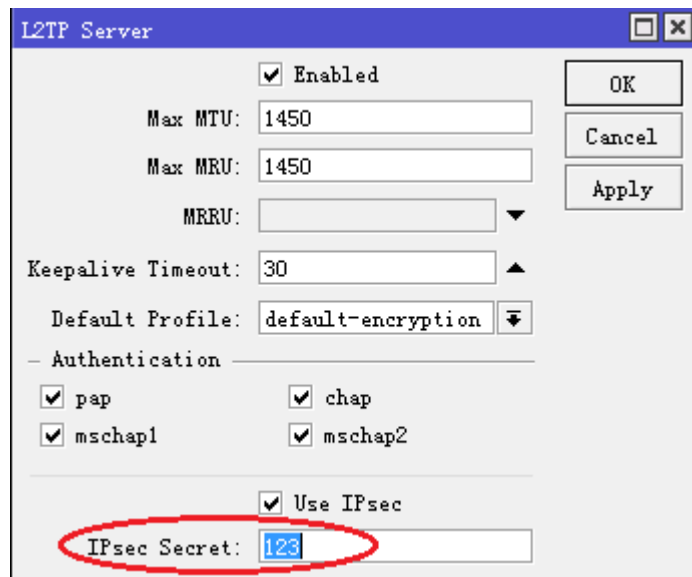 L2TP Server
Enabled
OK
Max MTU: 1450
Cancel
Max MRU: 1450
Apply
MRRU:
Keepalive Timeout: 30
Default Profile: default-encryption
Authentication
pap chap
mschap1 mschap2
Use IPsec
IPsec Secret: 123